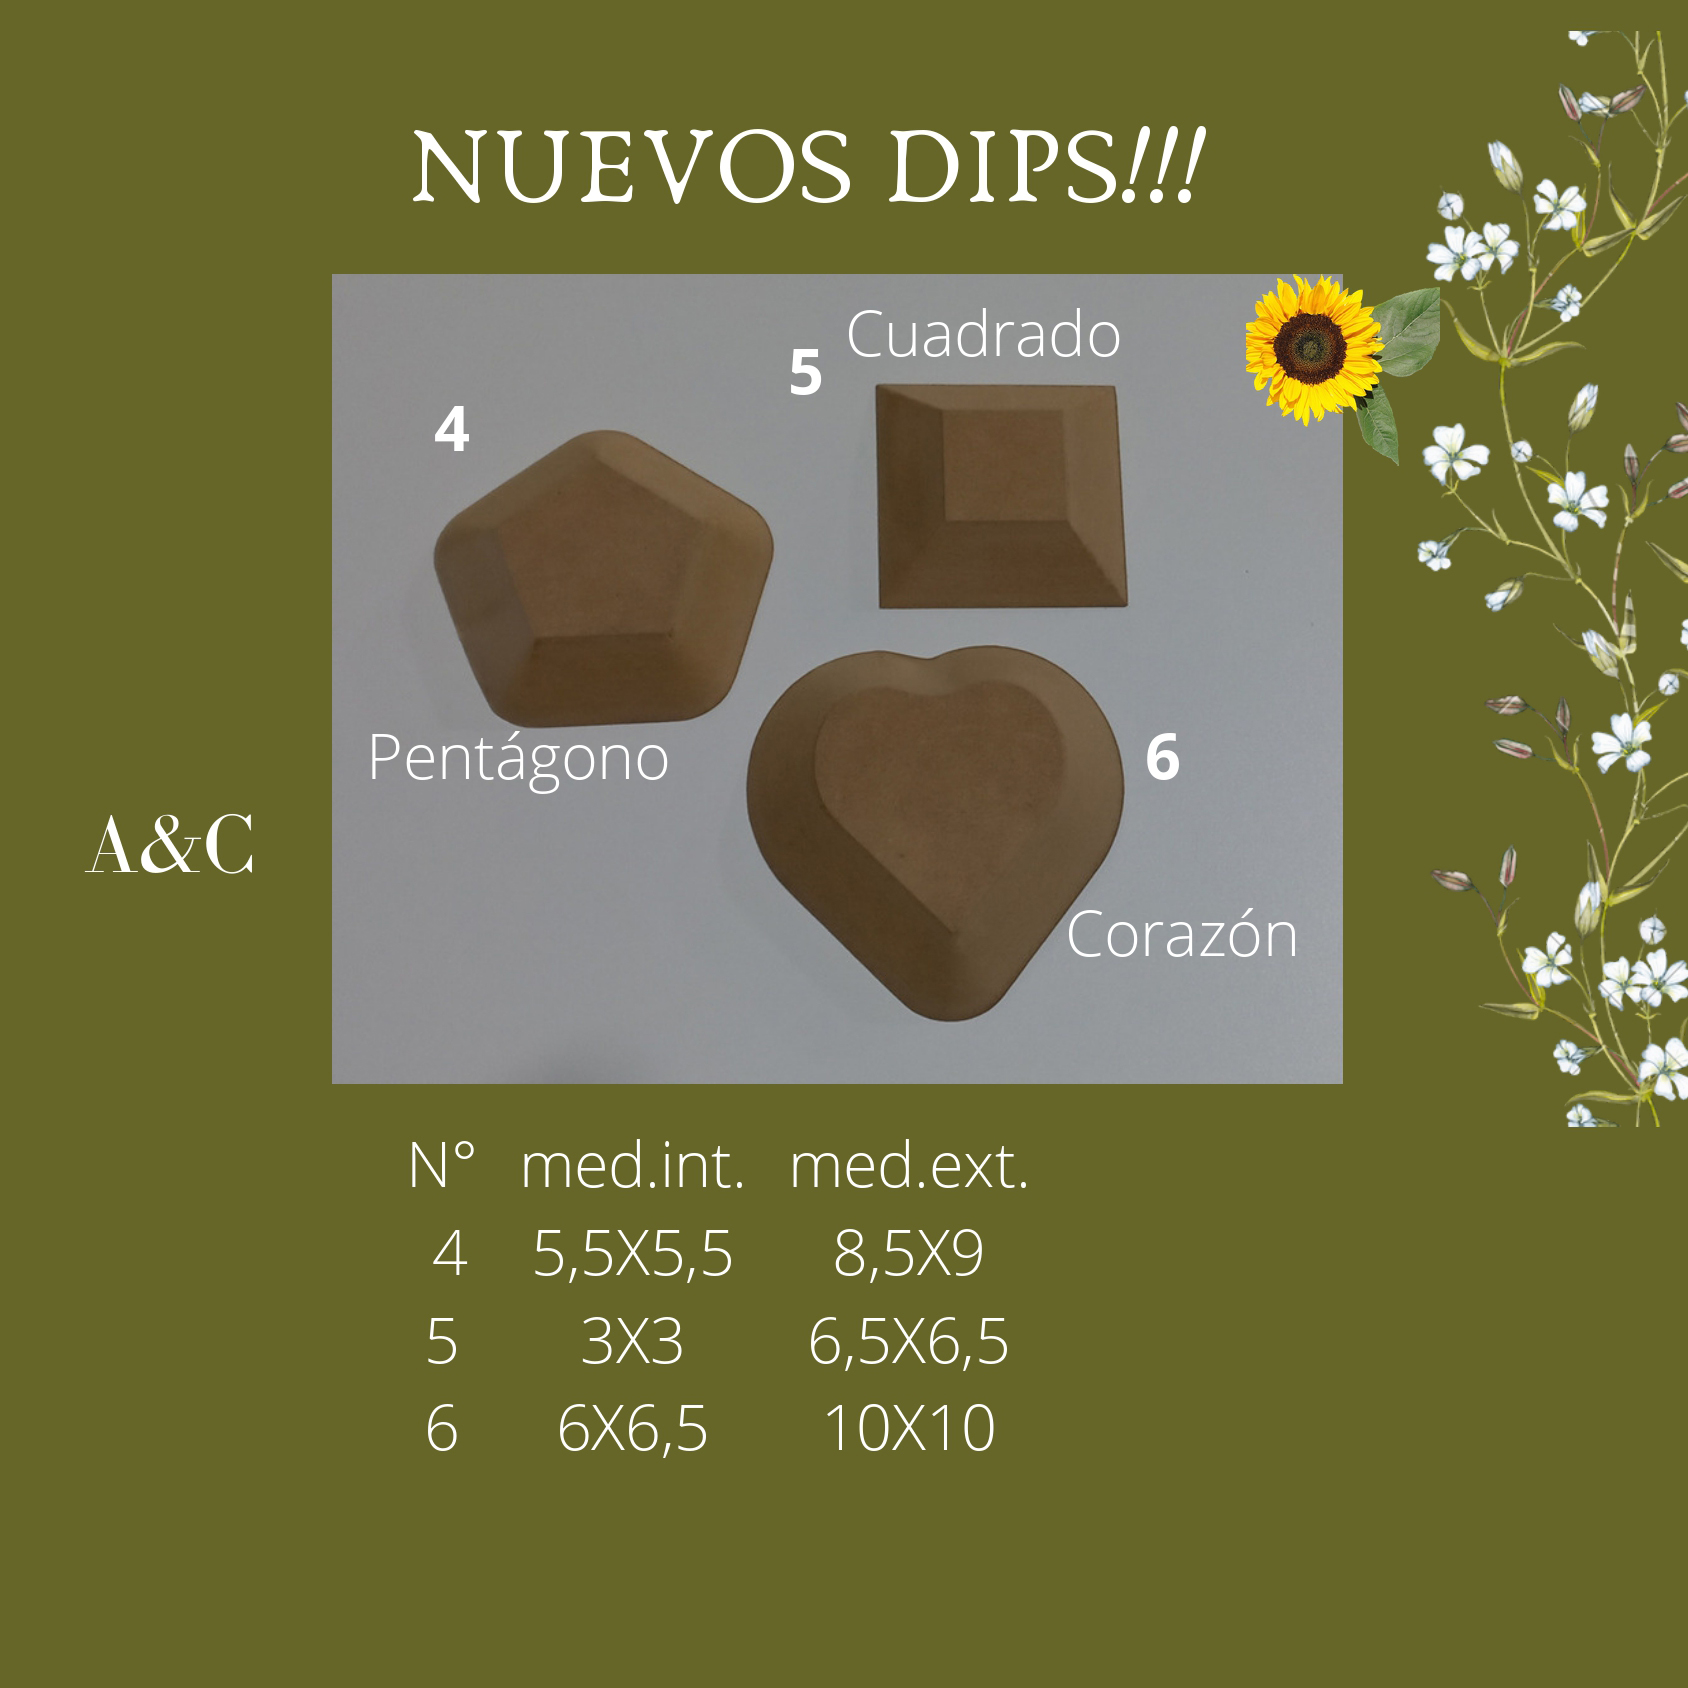 NUEVOS DIPS!!!
Cuadrado
5
4
Pentágono
6
A&C
Corazón
N° med.int. med.ext.
4 5,5X5,5 8,5X9
5 3X3 6,5X6,5
6 6X6,5 10X10